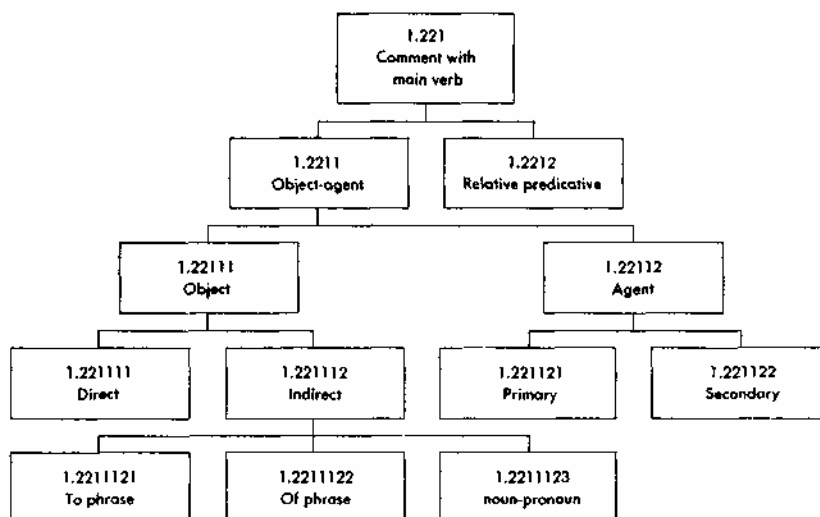 1.221
Comment with
main verb
1.2211
Object-agent
1.2212
Relative predicative
1.22111
Object
1.22112
Agent
1.221111
Direct
1.221112
Indirect
1.221121
Primary
1.221122
Secondary
1.2211121
To phrase
1.2211122
Of phrase
1.2211123
noun-pronoun